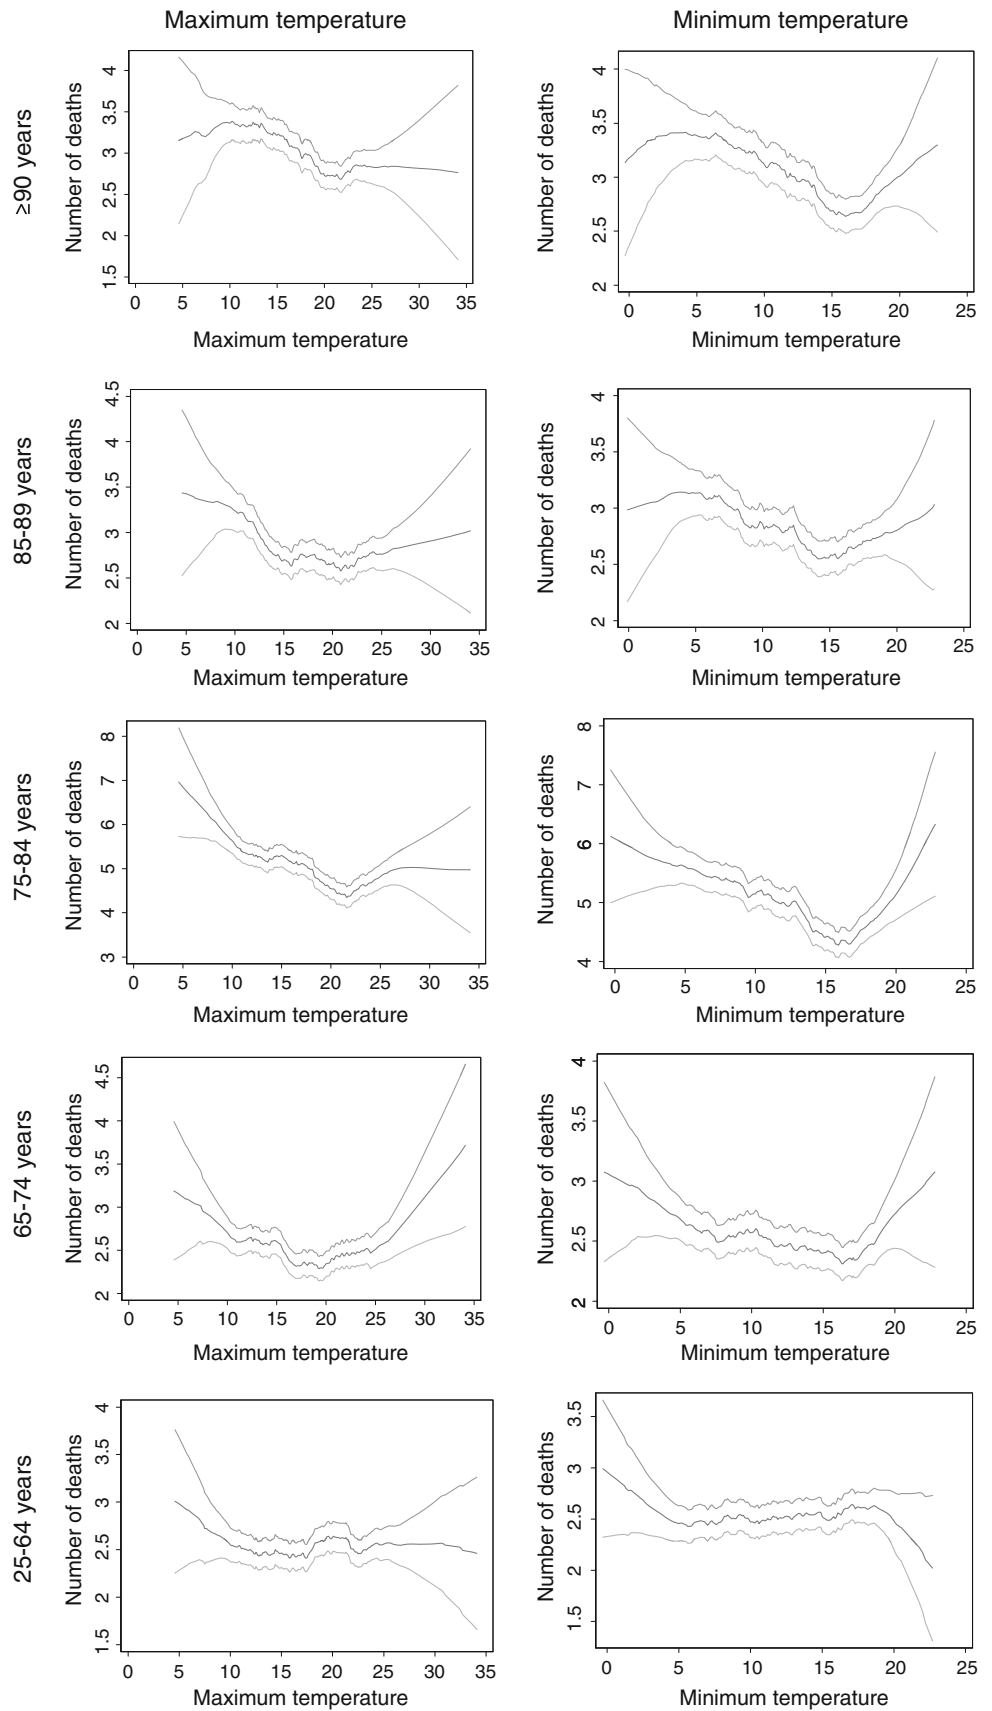 Maximum temperature
Minimum temperature
≥90 years
Number of deaths
4
3.5
3
2.5
2
1.5
0 5 10 15 20 25 30 35
Maximum temperature
Number of deaths
4
3.5
3
2.5
2
0 5 10 15 20 25
Minimum temperature
85-89 years
Number of deaths
4.5
4
3.5
3
2.5
2
0 5 10 15 20 25 30 35
Maximum temperature
Number of deaths
4
3.5
3
2.5
2
0 5 10 15 20 25
Minimum temperature
75-84 years
Number of deaths
8
7
6
5
4
3
0 5 10 15 20 25 30 35
Maximum temperature
Number of deaths
8
7
6
5
4
0 5 10 15 20 25
Minimum temperature
65-74 years
Number of deaths
4.5
4
3.5
3
2.5
2
0 5 10 15 20 25 30 35
Maximum temperature
Number of deaths
4
3.5
3
2.5
2
0 5 10 15 20 25
Minimum temperature
25-64 years
Number of deaths
4
3.5
3
2.5
2
1.5
0 5 10 15 20 25 30 35
Maximum temperature
Number of deaths
3.5
3
2.5
2
1.5
0 5 10 15 20 25
Minimum temperature